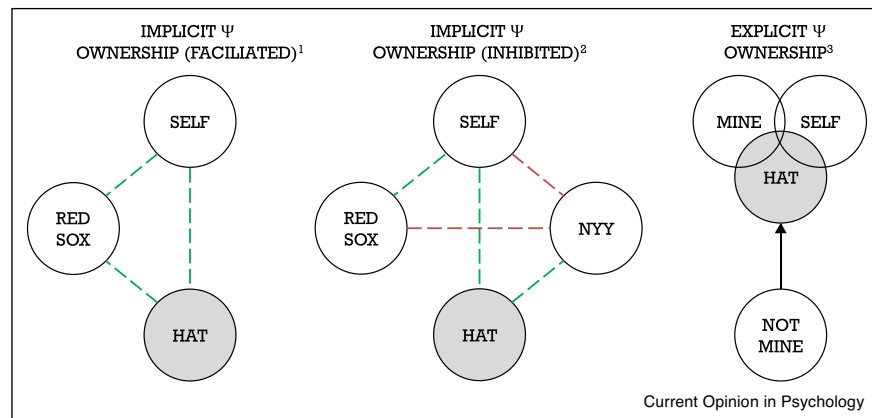 IMPLICIT Ψ
OWNERSHIP (FACILIATED)¹
SELF
RED
SOX
HAT
IMPLICIT Ψ
OWNERSHIP (INHIBITED)²
SELF
RED
SOX
NYY
HAT
EXPLICIT Ψ
OWNERSHIP³
MINE
SELF
HAT
NOT
MINE
Current Opinion in Psychology